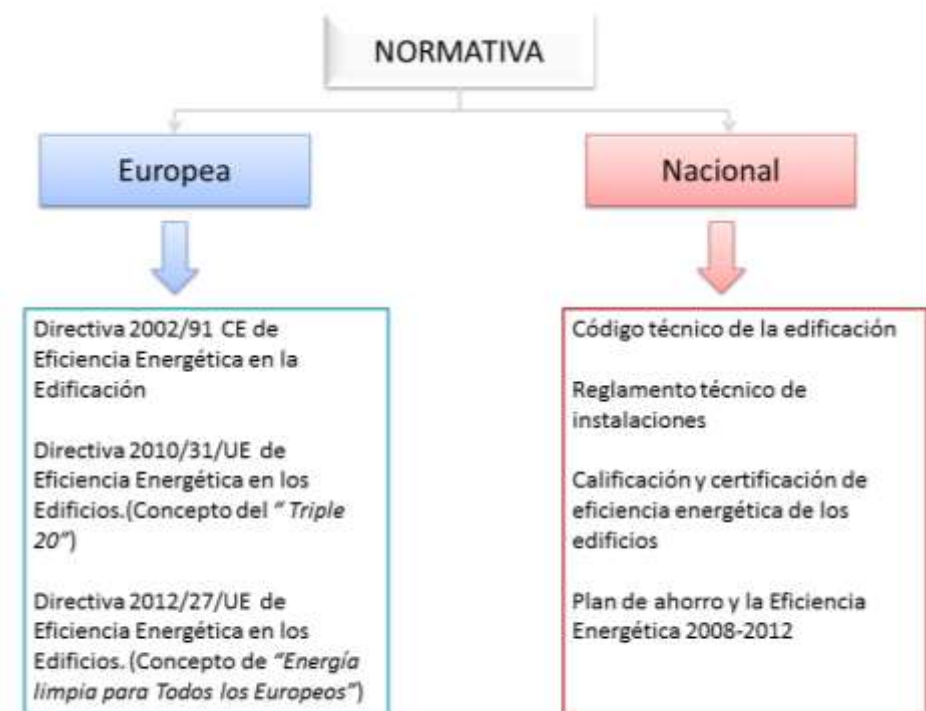 NORMATIVA
Europea
Nacional
Directiva 2002/91 CE de
Eficiencia Energética en la
Edificación
Directiva 2010/31/UE de
Eficiencia Energética en los
Edificios.(Concepto del “ Triple
20”)
Directiva 2012/27/UE de
Eficiencia Energética en los
Edificios. (Concepto de “Energía
limpia para Todos los Europeos”)
Código técnico de la edificación
Reglamento técnico de
instalaciones
Calificación y certificación de
eficiencia energética de los
edificios
Plan de ahorro y la Eficiencia
Energética 2008-2012